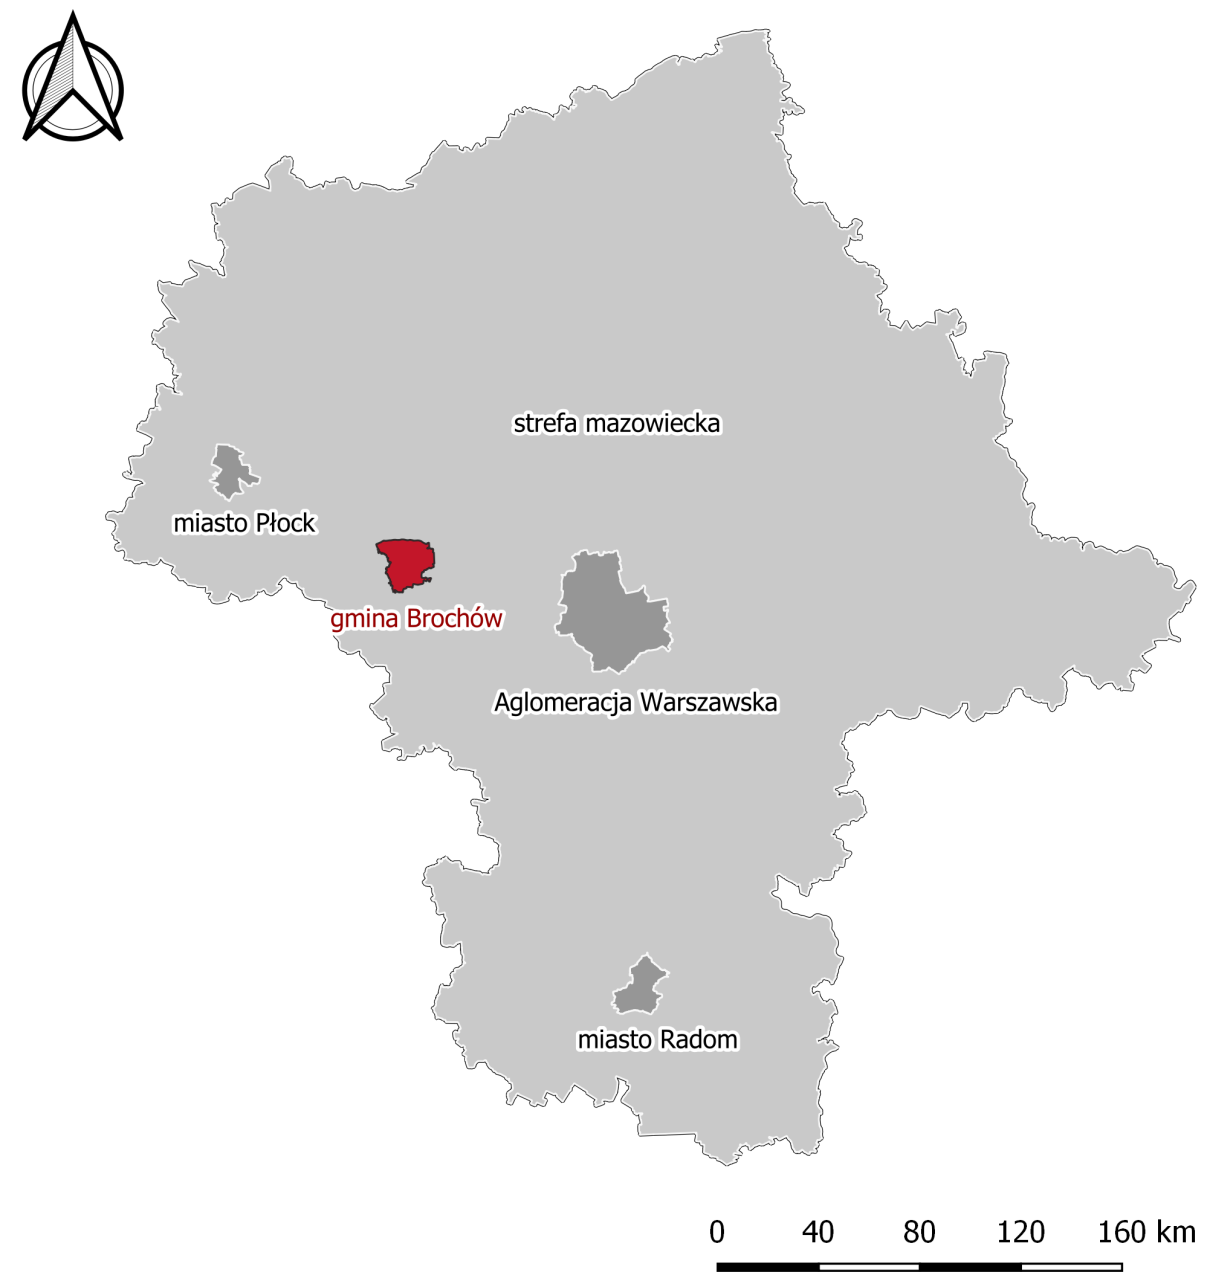 strefa mazowiecka
miasto Płock
gmina Brochów
Aglomeracja Warszawska
miasto Radom
0 40 80 120 160 km